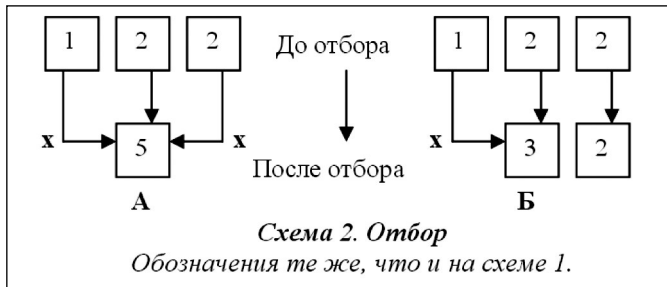 1 2 2 До отбора 1 2 2
х 5 х х 3 2
После отбора
А Б
Схема 2. Отбор
Обозначения те же, что и на схеме 1.